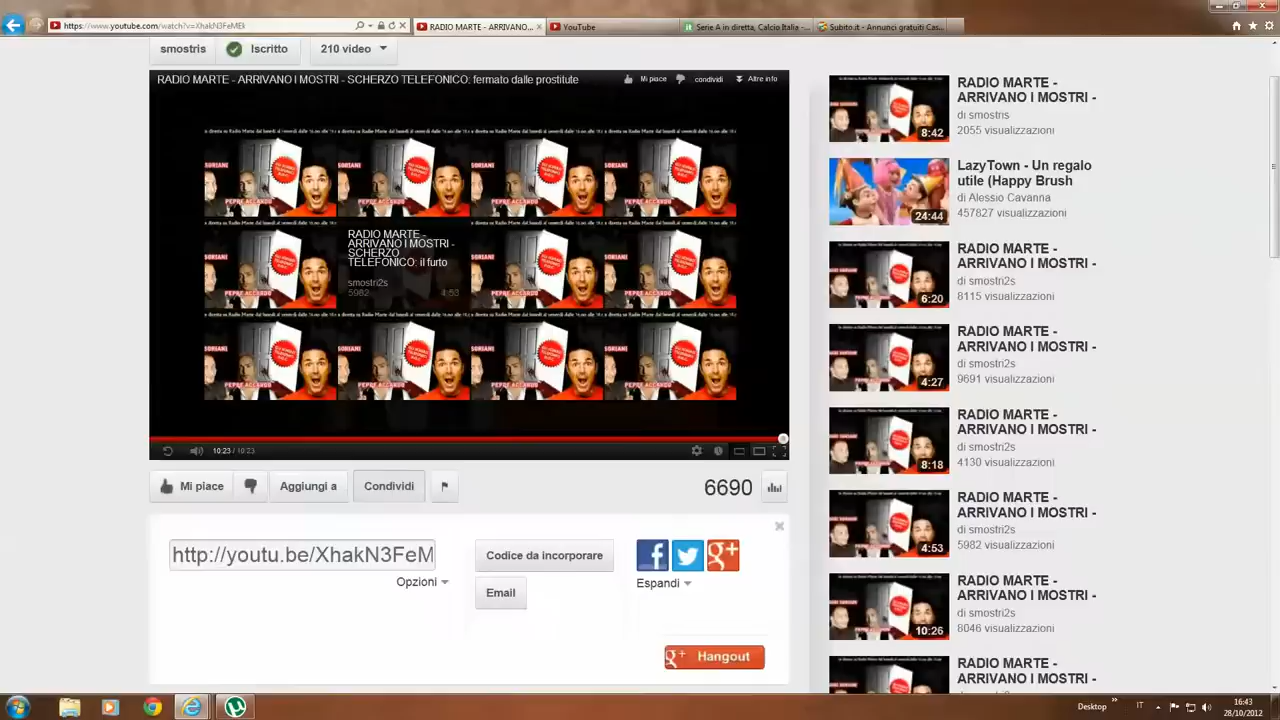 https://www.youtube.com/watch?v=XhakN3FeMEk
RADIO MARTE - ARRIVANO...
YouTube
Serie A in diretta, Calcio Italia -...
Subito.it - Annunci gratuiti Cas...
smostris
Iscritto
210 video
RADIO MARTE - ARRIVANO I MOSTRI - SCHERZO TELEFONICO: fermato dalle prostitute
Mi piace
condividi
Altre info
RADIO MARTE -
ARRIVANO I MOSTRI -
SCHERZO
TELEFONICO: il furto
smostri2s
5982
4:53
PEPPE ACCARDO
PEPPE ACCARDO
PEPPE ACCARDO
10:23 / 10:23
Mi piace
Aggiungi a
Condividi
6690
http://youtu.be/XhakN3FeM
Opzioni
Codice da incorporare
Email
Espandi
Hangout
RADIO MARTE -
ARRIVANO I MOSTRI -
di smostris
2055 visualizzazioni
8:42
LazyTown - Un regalo
utile (Happy Brush
di Alessio Cavanna
457827 visualizzazioni
24:44
RADIO MARTE -
ARRIVANO I MOSTRI -
di smostri2s
8115 visualizzazioni
6:20
RADIO MARTE -
ARRIVANO I MOSTRI -
di smostri2s
9691 visualizzazioni
4:27
RADIO MARTE -
ARRIVANO I MOSTRI -
di smostri2s
4130 visualizzazioni
8:18
RADIO MARTE -
ARRIVANO I MOSTRI -
di smostri2s
5982 visualizzazioni
4:53
RADIO MARTE -
ARRIVANO I MOSTRI -
di smostri2s
8046 visualizzazioni
10:26
RADIO MARTE -
ARRIVANO I MOSTRI -
Desktop
IT
16:43
28/10/2012